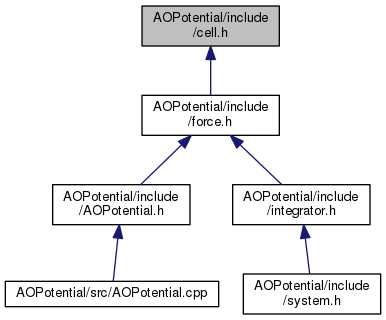 AOPotential/include
/cell.h
AOPotential/include
/force.h
AOPotential/include
/AOPotential.h
AOPotential/include
/integrator.h
AOPotential/src/AOPotential.cpp
AOPotential/include
/system.h